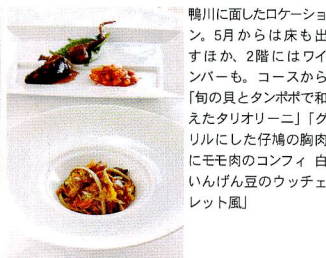 鴨川に面したロケーショ
ン。5月からは床も出
すほか、2階にはワイ
ンバーも。コースから
「旬の貝とタンポポで和
えたタリオリーニ」「グ
リルにした仔鳩の胸肉
にモモ肉のコンフィ 白
いんげん豆のウッチェ
レット風」